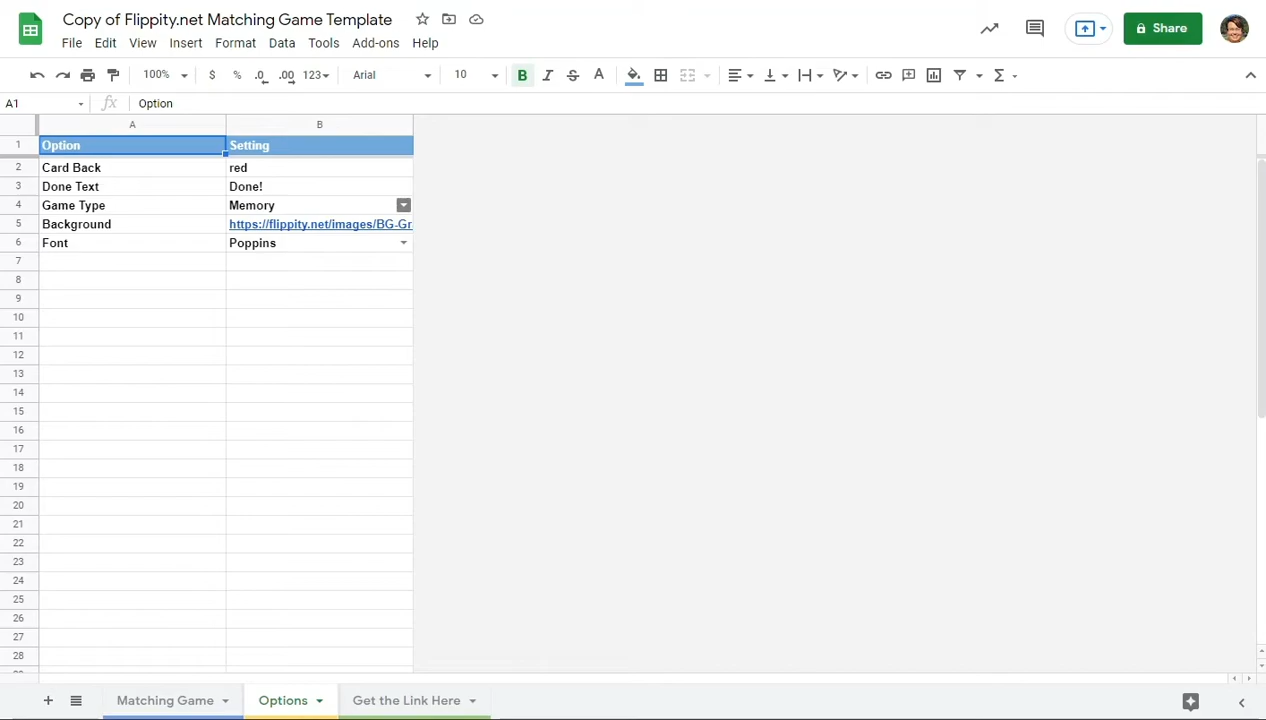 Copy of Flippity.net Matching Game Template
File Edit View Insert Format Data Tools Add-ons Help
Share
100% $ % .0 .00 123 Arial 10 B I S A Σ
A1 fx Option
A B
1 Option Setting
2 Card Back red
3 Done Text Done!
4 Game Type Memory
5 Background https://flippity.net/images/BG-Gr
6 Font Poppins
7
8
9
10
11
12
13
14
15
16
17
18
19
20
21
22
23
24
25
26
27
28
Matching Game Options Get the Link Here